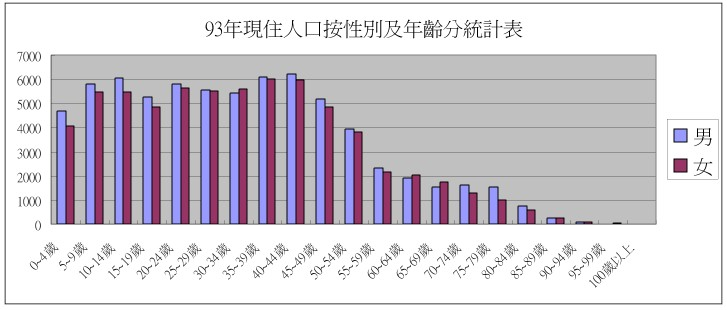 93年現住人口按性別及年齡分統計表
7000
6000
5000
4000
3000
2000
1000
0
男
女
0~4歲
5~9歲
10~14歲
15~19歲
20~24歲
25~29歲
30~34歲
35~39歲
40~44歲
45~49歲
50~54歲
55~59歲
60~64歲
65~69歲
70~74歲
75~79歲
80~84歲
85~89歲
90~94歲
95~99歲
100歲以上